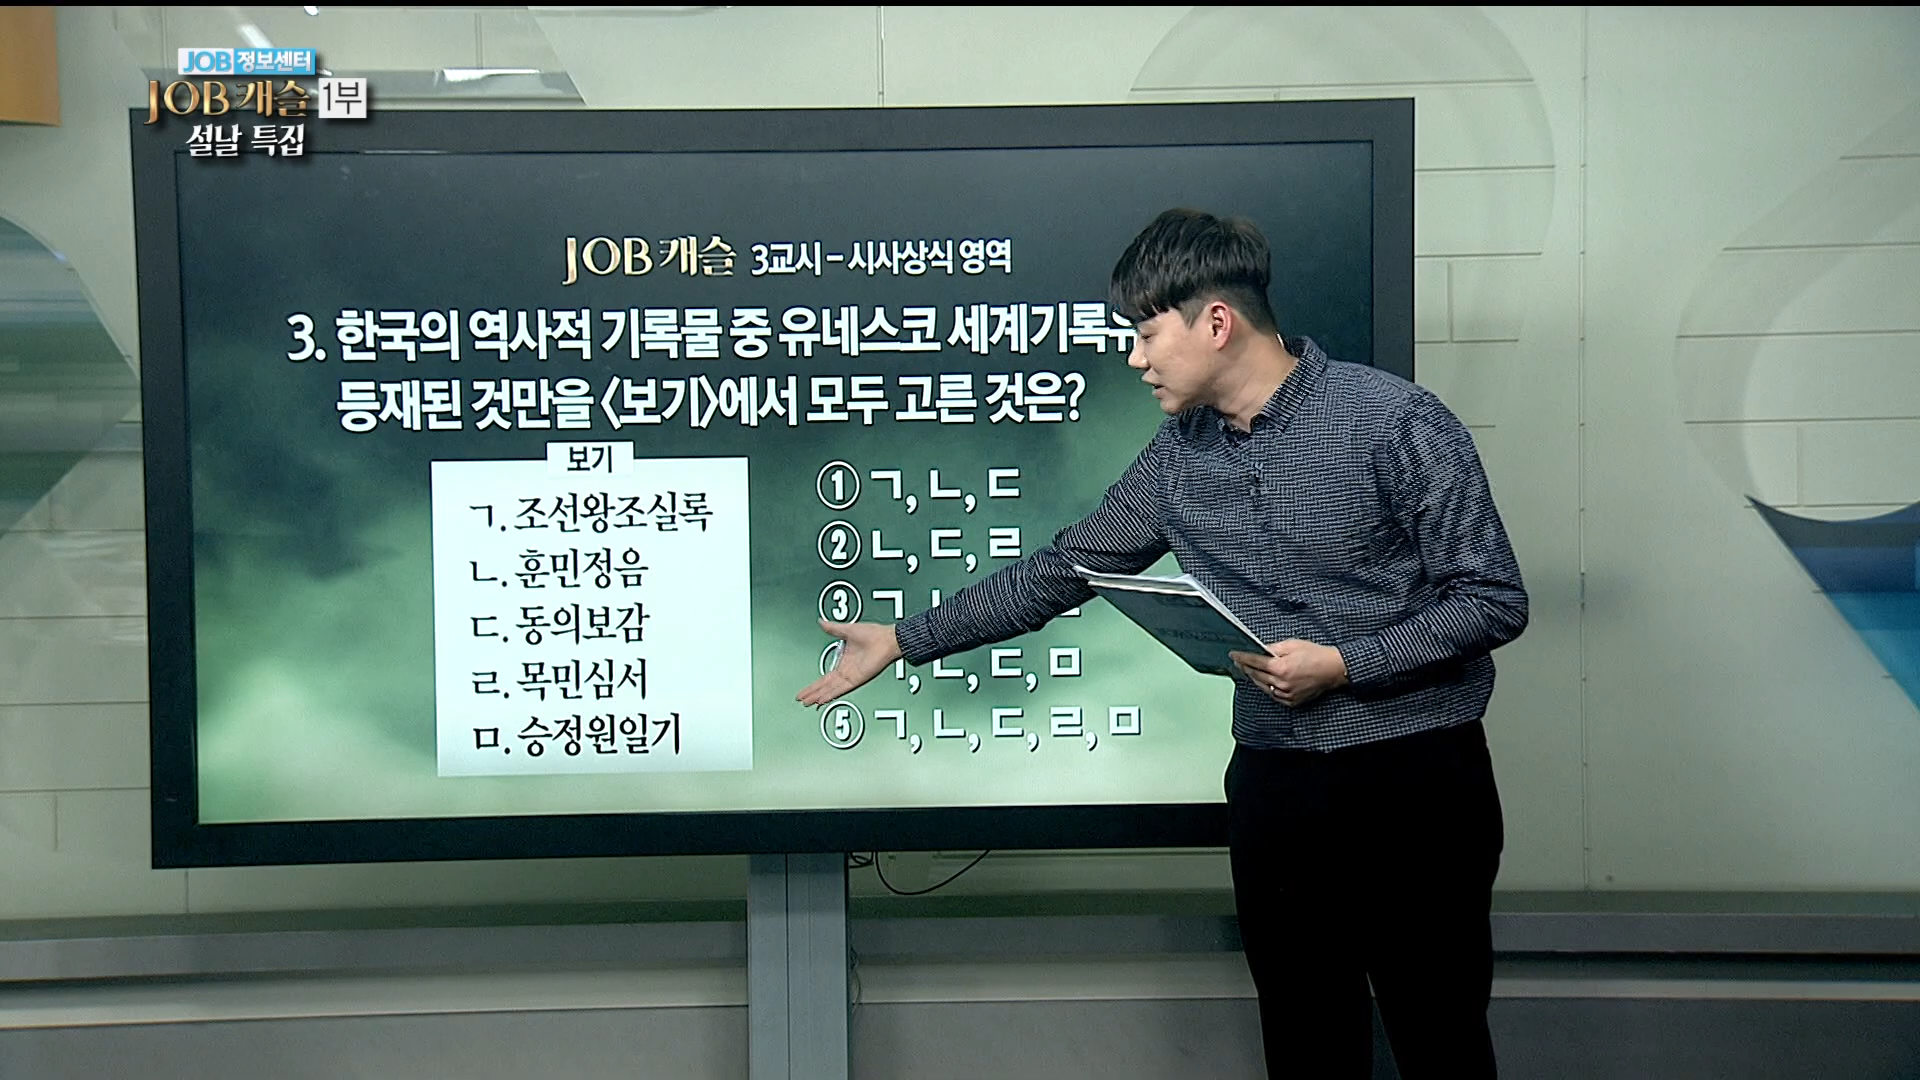 JOB 정보센터
JOB 캐슬 1부
설날 특집
JOB 캐슬 3교시 - 시사상식 영역
3. 한국의 역사적 기록물 중 유네스코 세계기록
등재된 것만을 <보기>에서 모두 고른 것은?
보기
ㄱ. 조선왕조실록
ㄴ. 훈민정음
ㄷ. 동의보감
ㄹ. 목민심서
ㅁ. 승정원일기
① ㄱ, ㄴ, ㄷ
② ㄴ, ㄷ, ㄹ
③ ㄱ, ㄴ
ㄱ, ㄴ, ㄷ, ㅁ
⑤ ㄱ, ㄴ, ㄷ, ㄹ, ㅁ